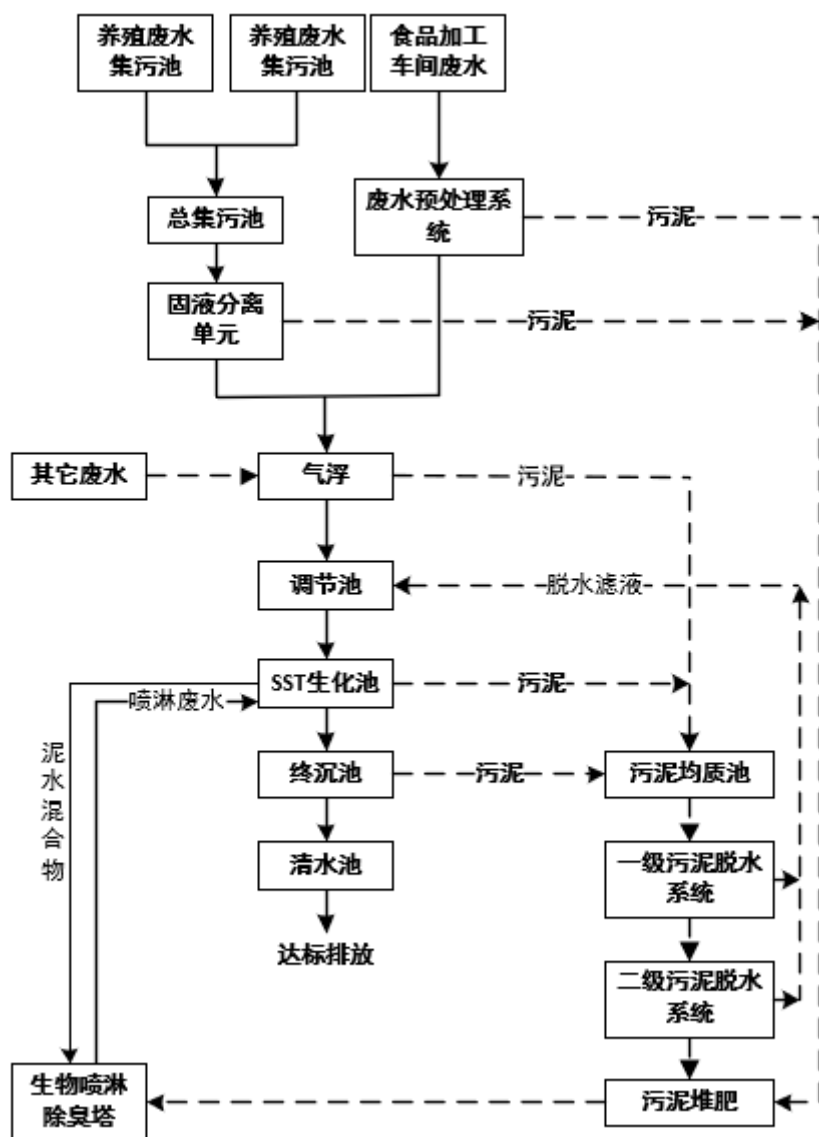 养殖废水
集污池
养殖废水
集污池
食品加工
车间废水
总集污池
废水预处理系
统
污泥
固液分离
单元
污泥
其它废水
气浮
污泥
调节池
脱水滤液
SST生化池
污泥
喷淋废水
泥水混合物
终沉池
污泥
污泥均质池
清水池
一级污泥脱水
系统
达标排放
二级污泥脱水
系统
生物喷淋
除臭塔
污泥堆肥